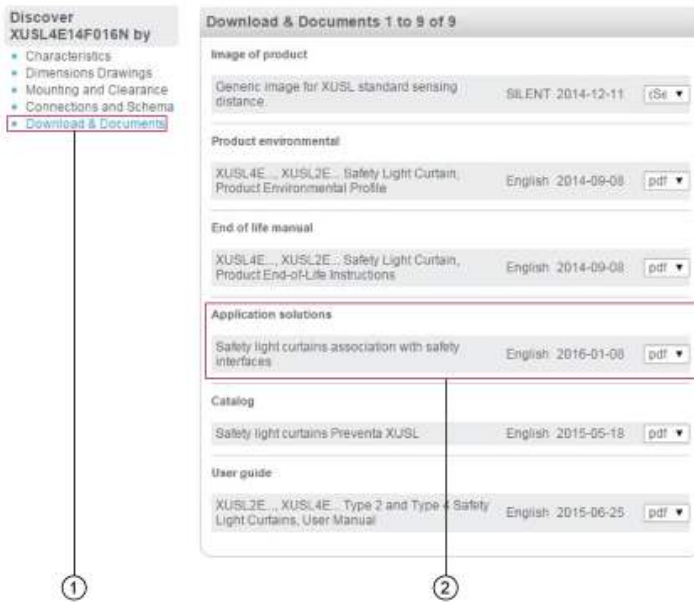 Discover
XUSL4E14F016N by
Characteristics
Dimensions Drawings
Mounting and Clearance
Connections and Schema
Download & Documents
Download & Documents 1 to 9 of 9
Image of product
Generic image for XUSL standard sensing
distance. SILENT 2014-12-11 (Se
Product environmental
XUSL4E..., XUSL2E... Safety Light Curtain,
Product Environmental Profile English 2014-09-08 pdf
End of life manual
XUSL4E..., XUSL2E... Safety Light Curtain,
Product End-of-Life Instructions English 2014-09-08 pdf
Application solutions
Safety light curtains association with safety
interfaces English 2016-01-08 pdf
Catalog
Safety light curtains Preventa XUSL English 2015-05-18 pdf
User guide
XUSL2E..., XUSL4E... Type 2 and Type 4 Safety
Light Curtains, User Manual English 2015-06-25 pdf
1
2